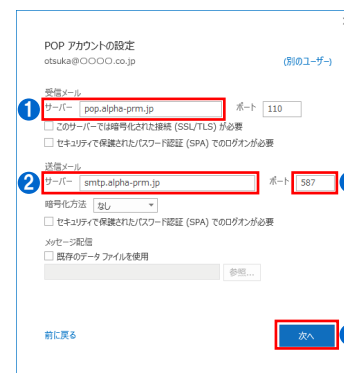 POP アカウントの設定
otsuka@〇〇〇〇.co.jp (別のユーザー)
受信メール
1 サーバー pop.alpha-prm.jp ポート 110
このサーバーでは暗号化された接続 (SSL/TLS) が必要
セキュリティで保護されたパスワード認証 (SPA) でのログオンが必要
送信メール
2 サーバー smtp.alpha-prm.jp ポート 587
暗号化方法 なし
セキュリティで保護されたパスワード認証 (SPA) でのログオンが必要
メッセージ配信
既存のデータ ファイルを使用
参照...
前に戻る 次へ